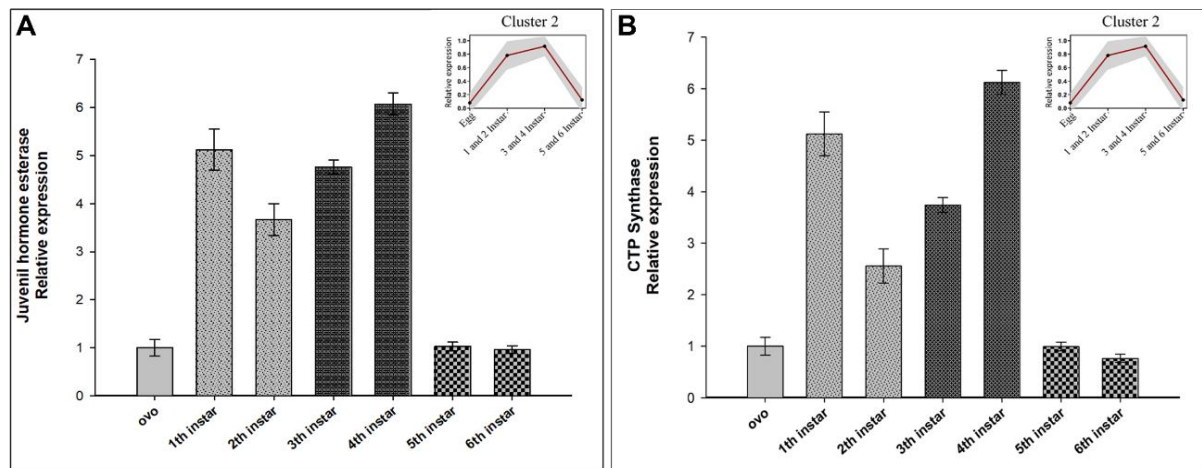 A
Juvenil hormone esterase
Relative expression
7
6
5
4
3
2
1
0
ovo
1th instar
2th instar
3th instar
4th instar
5th instar
6th instar
Cluster 2
Relative expression
1.0
0.8
0.6
0.4
0.2
0.0
Egg
1 and 2 Instar
3 and 4 Instar
5 and 6 Instar
B
CTP Synthase
Relative expression
7
6
5
4
3
2
1
0
ovo
1th instar
2th instar
3th instar
4th instar
5th instar
6th instar
Cluster 2
Relative expression
1.0
0.8
0.6
0.4
0.2
0.0
Egg
1 and 2 Instar
3 and 4 Instar
5 and 6 Instar